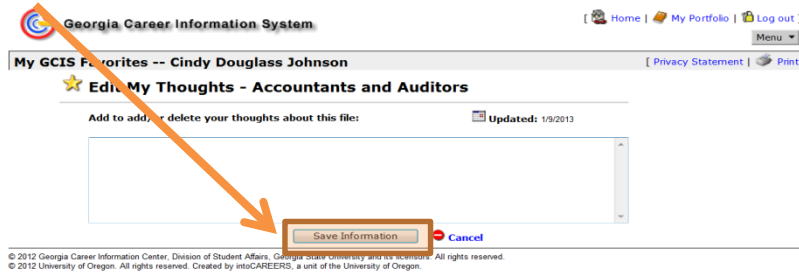 Georgia Career Information System
[ Home | My Portfolio | Log out ]
Menu
My GCIS Favorites -- Cindy Douglass Johnson
[ Privacy Statement | Print
Edit My Thoughts - Accountants and Auditors
Add to add, or delete your thoughts about this file:
Updated: 1/9/2013
Save Information
Cancel
© 2012 Georgia Career Information Center, Division of Student Affairs, Georgia State University and its licensors. All rights reserved.
© 2012 University of Oregon. All rights reserved. Created by intoCAREERS, a unit of the University of Oregon.